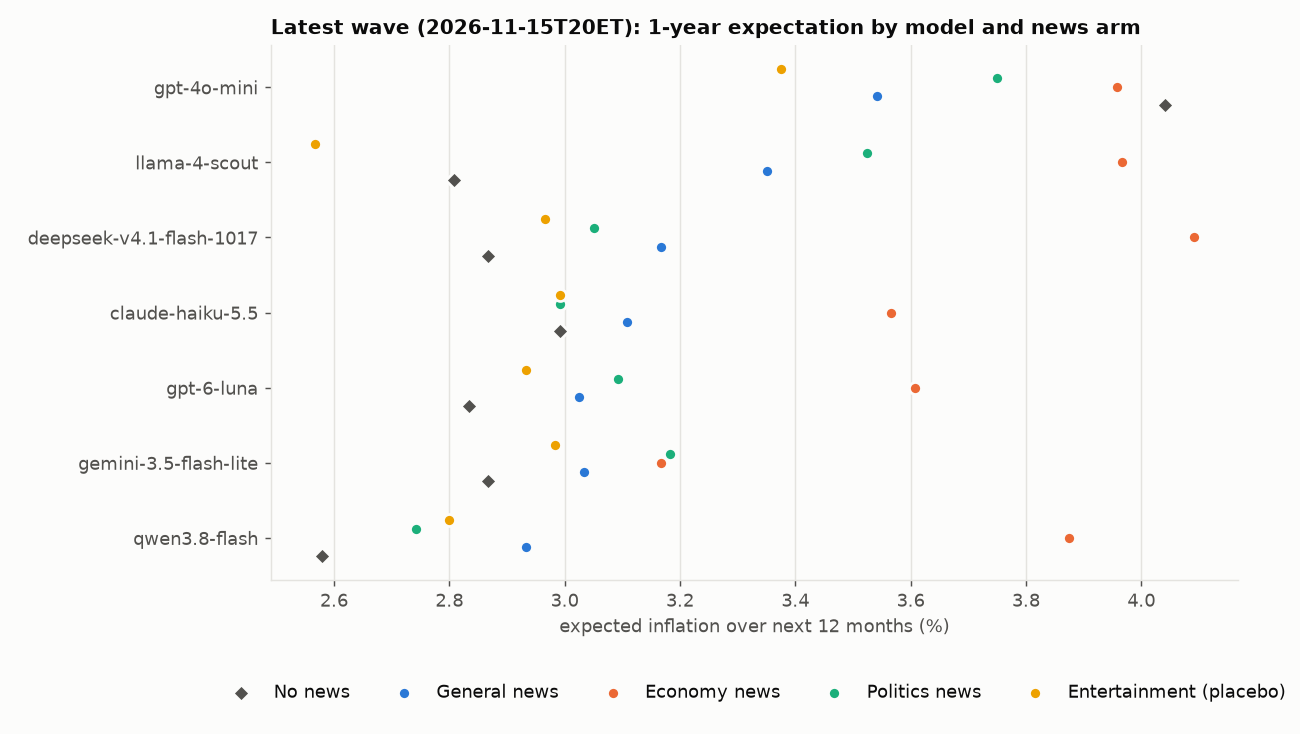 Latest wave (2026-11-15T20ET): 1-year expectation by model and news arm
gpt-4o-mini
llama-4-scout
deepseek-v4.1-flash-1017
claude-haiku-5.5
gpt-6-luna
gemini-3.5-flash-lite
qwen3.8-flash
2.6 2.8 3.0 3.2 3.4 3.6 3.8 4.0
expected inflation over next 12 months (%)
No news General news Economy news Politics news Entertainment (placebo)